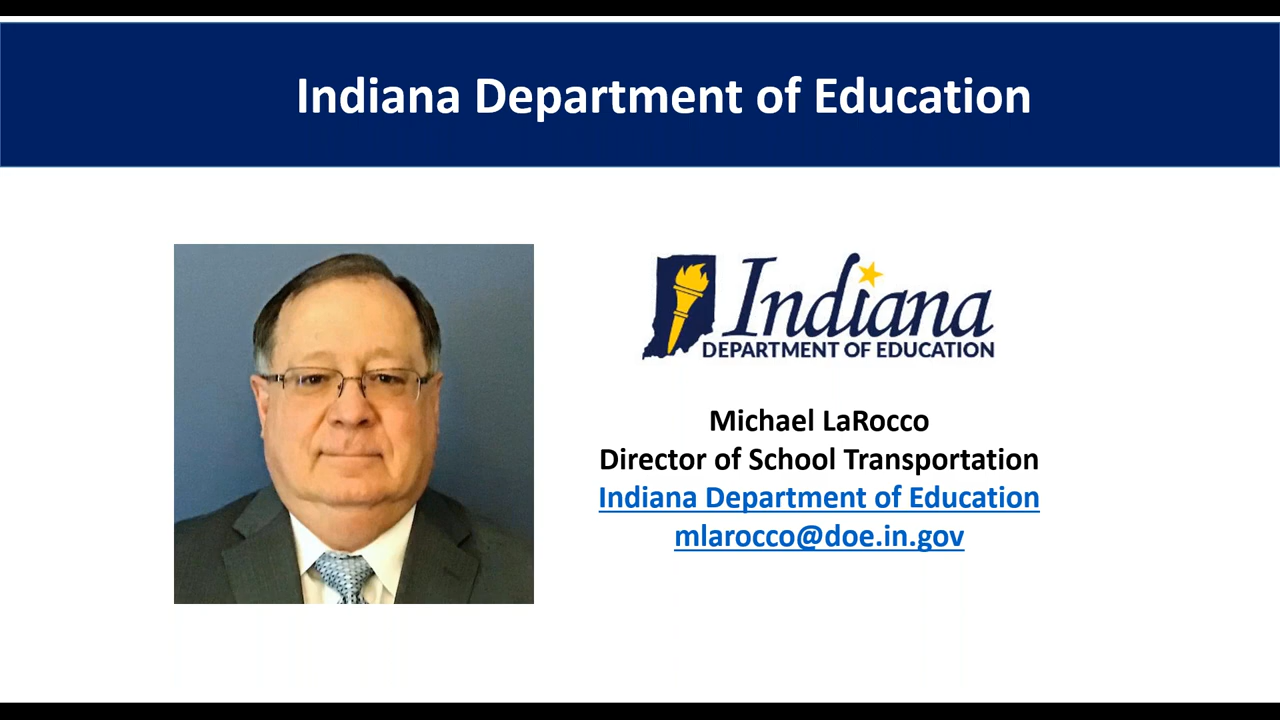 Indiana Department of Education
Indiana
DEPARTMENT OF EDUCATION
Michael LaRocco
Director of School Transportation
Indiana Department of Education
mlarocco@doe.in.gov